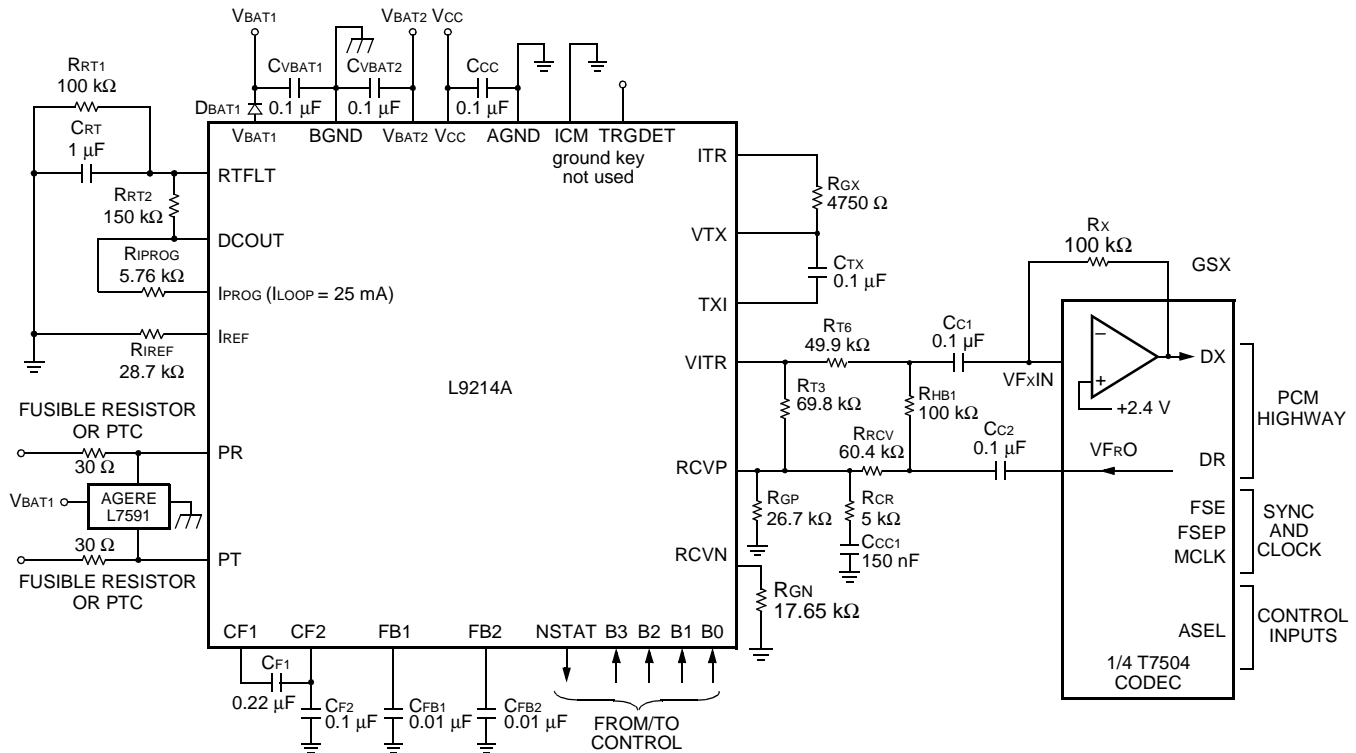 VBAT1
VBAT2
VCC
RRT1
100 kΩ
CVBAT1
0.1 µF
CVBAT2
0.1 µF
CCC
0.1 µF
DBAT1
CRT
1 µF
VBAT1
BGND
VBAT2
VCC
AGND
ICM
TRGDET
ground key
not used
RTFLT
RRT2
150 kΩ
DCOUT
RIPROG
5.76 kΩ
IPROG (ILOOP = 25 mA)
IREF
RIREF
28.7 kΩ
L9214A
ITR
RGX
4750 Ω
VTX
CTX
0.1 µF
TXI
RX
100 kΩ
GSX
VITR
RT6
49.9 kΩ
CC1
0.1 µF
VFXIN
−
+
+2.4 V
DX
PCM
HIGHWAY
RT3
69.8 kΩ
RHB1
100 kΩ
RRCV
60.4 kΩ
CC2
0.1 µF
VFRO
DR
FUSIBLE RESISTOR
OR PTC
30 Ω
PR
RCVP
VBAT1
AGERE
L7591
RGP
26.7 kΩ
RCR
5 kΩ
CCC1
150 nF
FSE
FSEP
MCLK
SYNC
AND
CLOCK
30 Ω
PT
FUSIBLE RESISTOR
OR PTC
RCVN
RGN
17.65 kΩ
CF1
CF2
FB1
FB2
NSTAT
B3
B2
B1
B0
ASEL
CONTROL
INPUTS
1/4 T7504
CODEC
CF1
0.22 µF
CF2
0.1 µF
CFB1
0.01 µF
CFB2
0.01 µF
FROM/TO
CONTROL